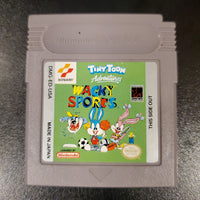 DMG-ED-USA
KONAMI
TINY TOON
Adventures
WACKY
SPORTS
Nintendo
MADE IN JAPAN
THIS SIDE OUT